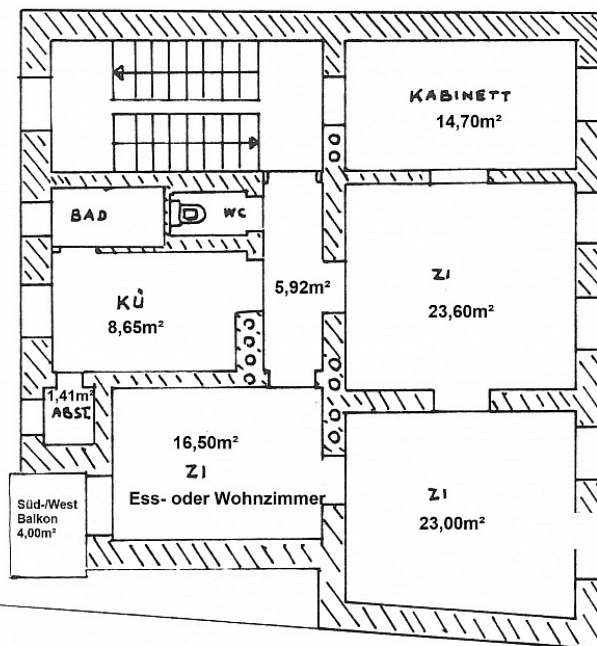 KABINETT
14,70m²
BAD
WC
ZI
23,60m²
5,92m²
KÜ
8,65m²
1,41m²
ABST.
16,50m²
ZI
Ess- oder Wohnzimmer
ZI
23,00m²
Süd-/West
Balkon
4,00m²